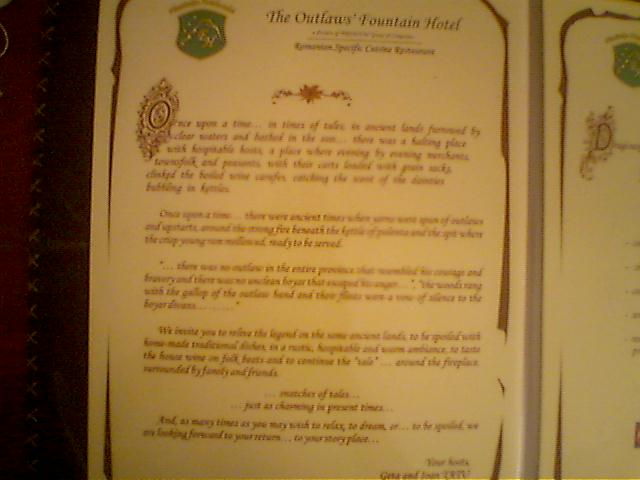 The Outlaws' Fountain Hotel
Romanian Specific Cuisine Restaurant
Once upon a time... in times of tales, in ancient lands furrowed by
clear waters and bathed in the sun... there was a halting place
with hospitable hosts, a place where evening by evening merchants,
townsfolk, and peasants, with their carts loaded with grain sacks,
clinked the boiled wine carafes, catching the scent of the dainties
bubbling in kettles.
Once upon a time... there were ancient times when yarns were spun of outlaws
and upstarts, around the strong fire beneath the kettle of polenta and the spit where
the crisp young ram mellowed, ready to be served.
"... there was no outlaw in the entire province that resembled his courage and
bravery and there was no unclean boyar that escaped his anger...", "the woods rang
with the gallop of the outlaw band and their flints were a vow of silence to the
boyar divans........."
We invite you to relive the legend on the same ancient lands, to be spoiled with
home-made traditional dishes, in a rustic, hospitable and warm ambiance, to taste
the house wine on folk beats and to continue the "tale" ... around the fireplace,
surrounded by family and friends.
... snatches of tales...
... just as charming in present times...
And, as many times as you may wish to relax, to dream, or... to be spoiled, we
are looking forward to your return... to your story place...
Your hosts,
Geta and Ioan
D